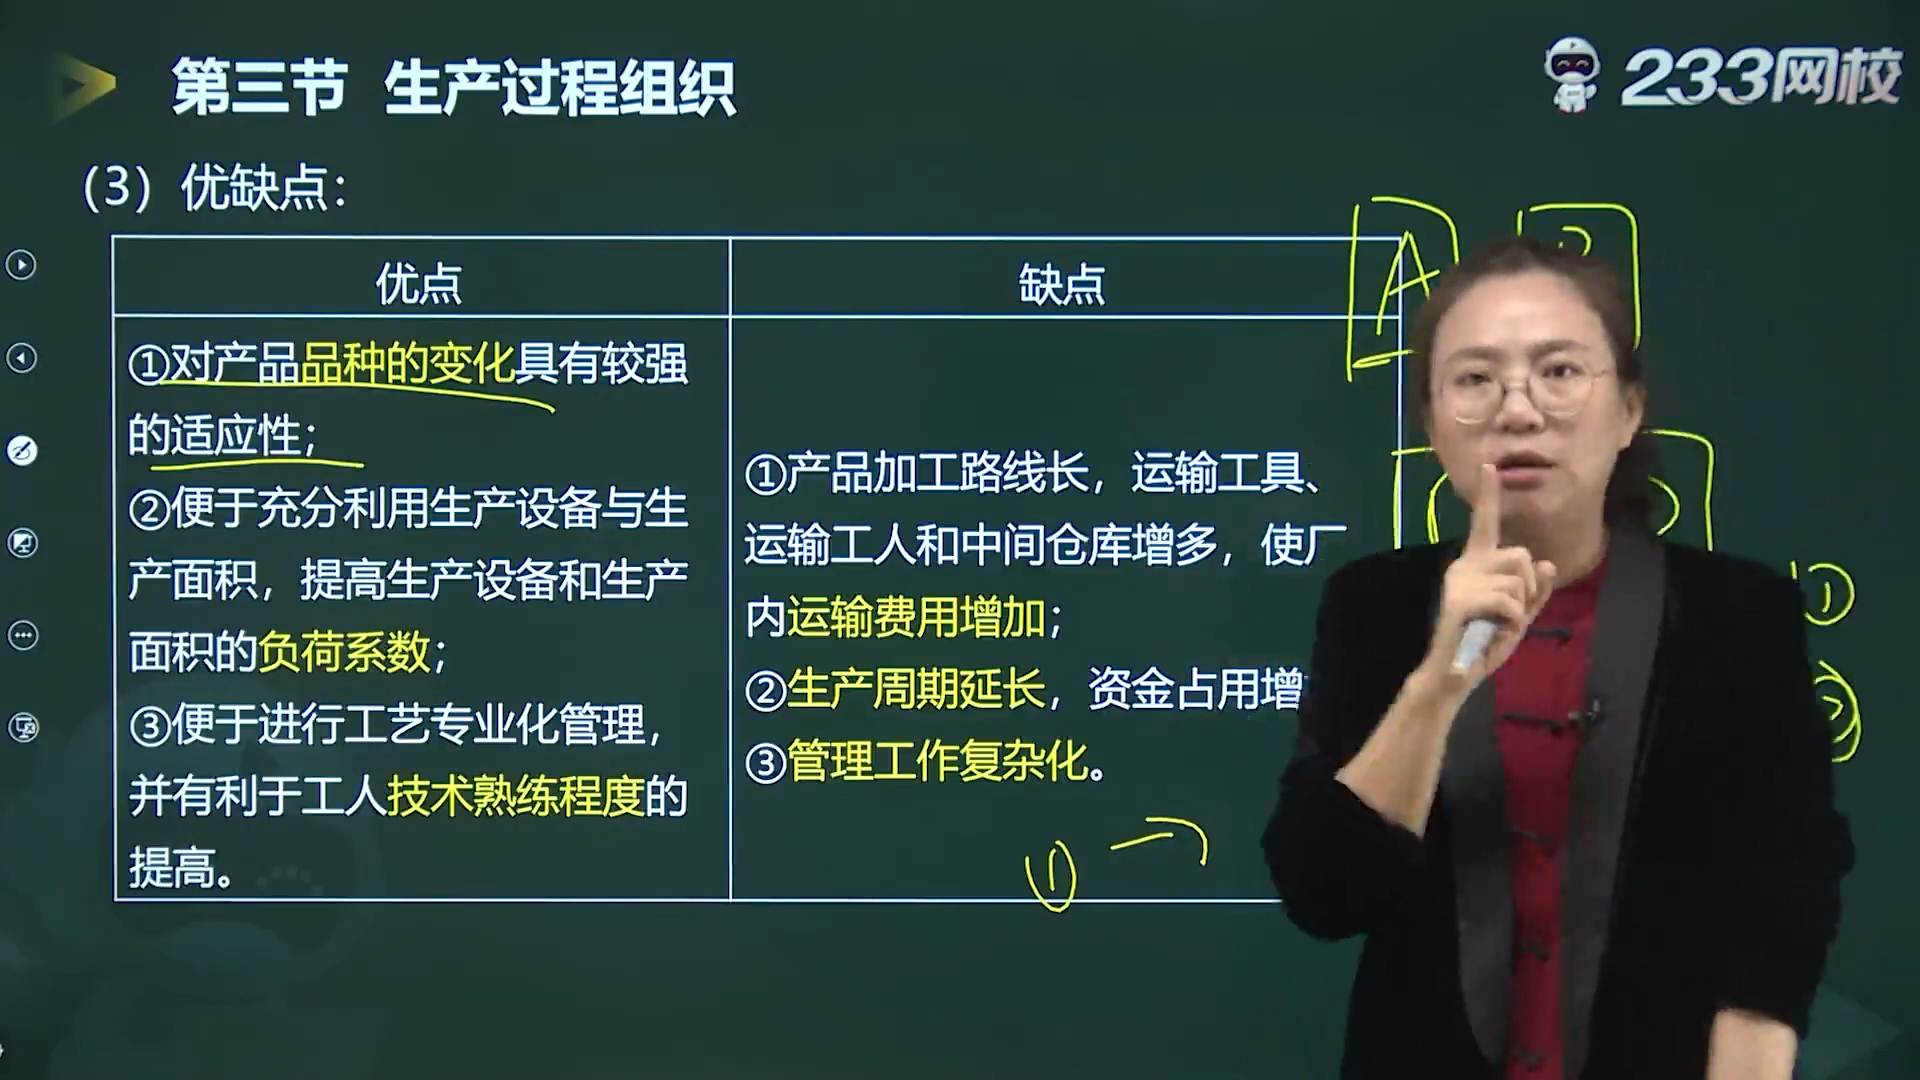 第三节 生产过程组织
233网校
（3）优缺点：
优点
缺点
①对产品品种的变化具有较强
的适应性；
②便于充分利用生产设备与生
产面积，提高生产设备和生产
面积的负荷系数；
③便于进行工艺专业化管理，
并有利于工人技术熟练程度的
提高。
①产品加工路线长，运输工具、
运输工人和中间仓库增多，使厂
内运输费用增加；
②生产周期延长，资金占用增
③管理工作复杂化。
A
①
①